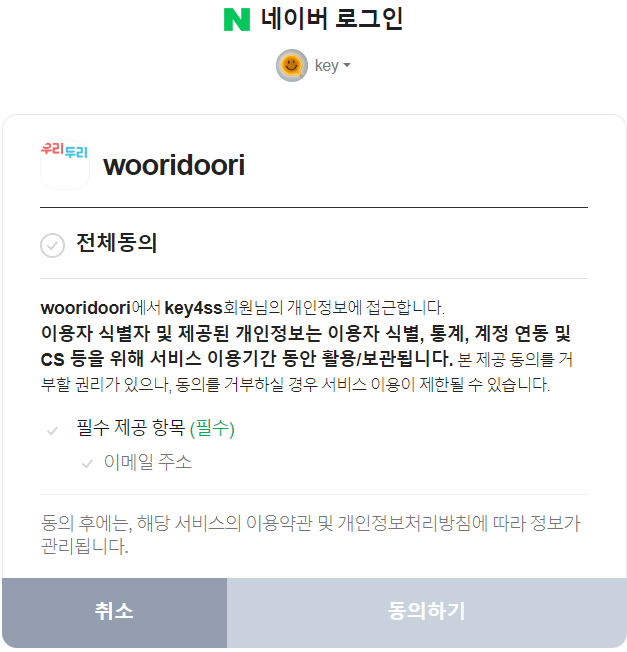 N 네이버 로그인
key
우리두리
wooridoori
전체동의
wooridoori에서 key4ss회원님의 개인정보에 접근합니다.
이용자 식별자 및 제공된 개인정보는 이용자 식별, 통계, 계정 연동 및
CS 등을 위해 서비스 이용기간 동안 활용/보관됩니다. 본 제공 동의를 거
부할 권리가 있으나, 동의를 거부하실 경우 서비스 이용이 제한될 수 있습니다.
필수 제공 항목 (필수)
이메일 주소
동의 후에는, 해당 서비스의 이용약관 및 개인정보처리방침에 따라 정보가
관리됩니다.
취소
동의하기